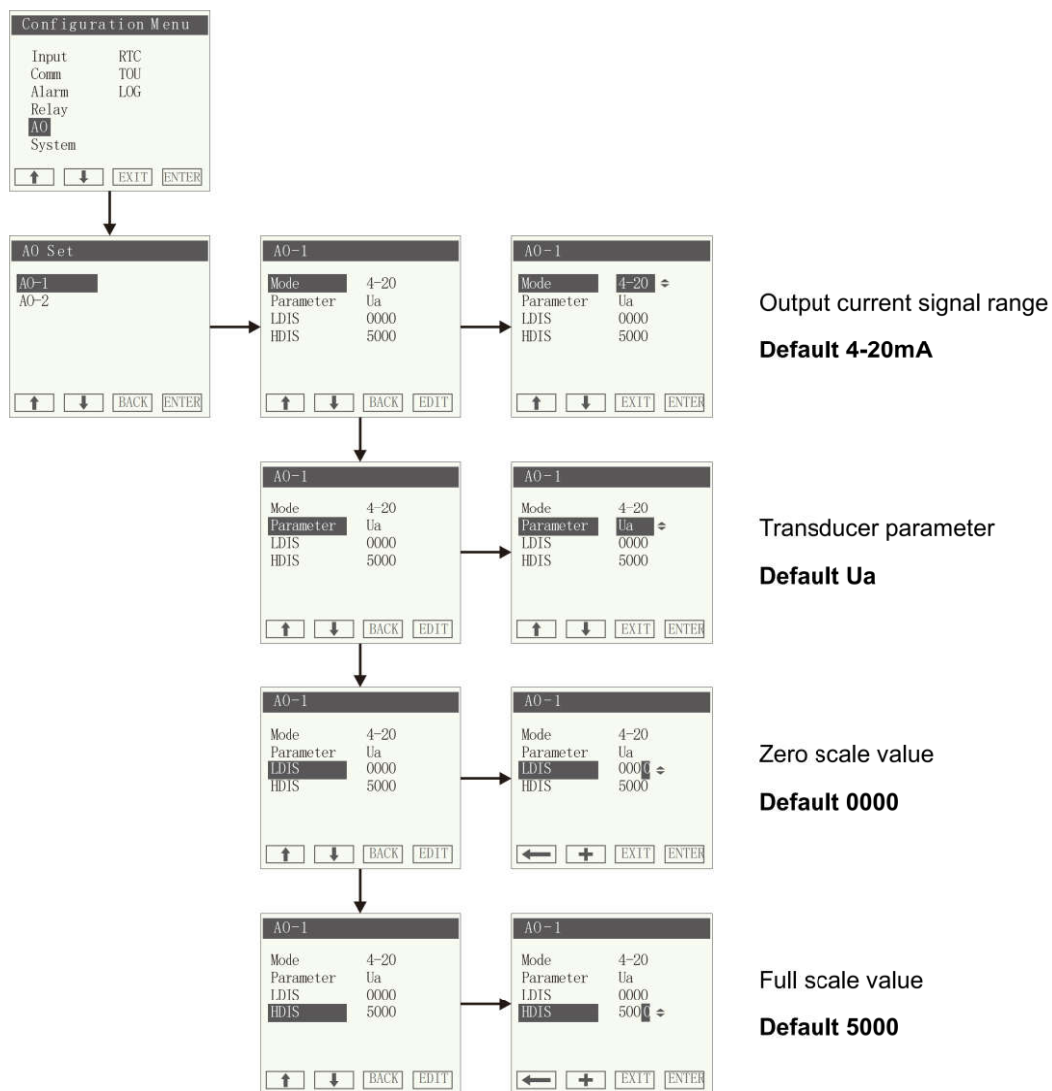 Configuration Menu
Input RTC
Comm TOU
Alarm LOG
Relay
AO
System
EXIT ENTER
AO Set
AO-1
AO-2
BACK ENTER
AO-1
Mode 4-20
Parameter Ua
LDIS 0000
HDIS 5000
BACK EDIT
AO-1
Mode 4-20
Parameter Ua
LDIS 0000
HDIS 5000
EXIT ENTER
Output current signal range
Default 4-20mA
AO-1
Mode 4-20
Parameter Ua
LDIS 0000
HDIS 5000
BACK EDIT
AO-1
Mode 4-20
Parameter Ua
LDIS 0000
HDIS 5000
EXIT ENTER
Transducer parameter
Default Ua
AO-1
Mode 4-20
Parameter Ua
LDIS 0000
HDIS 5000
BACK EDIT
AO-1
Mode 4-20
Parameter Ua
LDIS 0000
HDIS 5000
EXIT ENTER
Zero scale value
Default 0000
AO-1
Mode 4-20
Parameter Ua
LDIS 0000
HDIS 5000
BACK EDIT
AO-1
Mode 4-20
Parameter Ua
LDIS 0000
HDIS 5000
EXIT ENTER
Full scale value
Default 5000